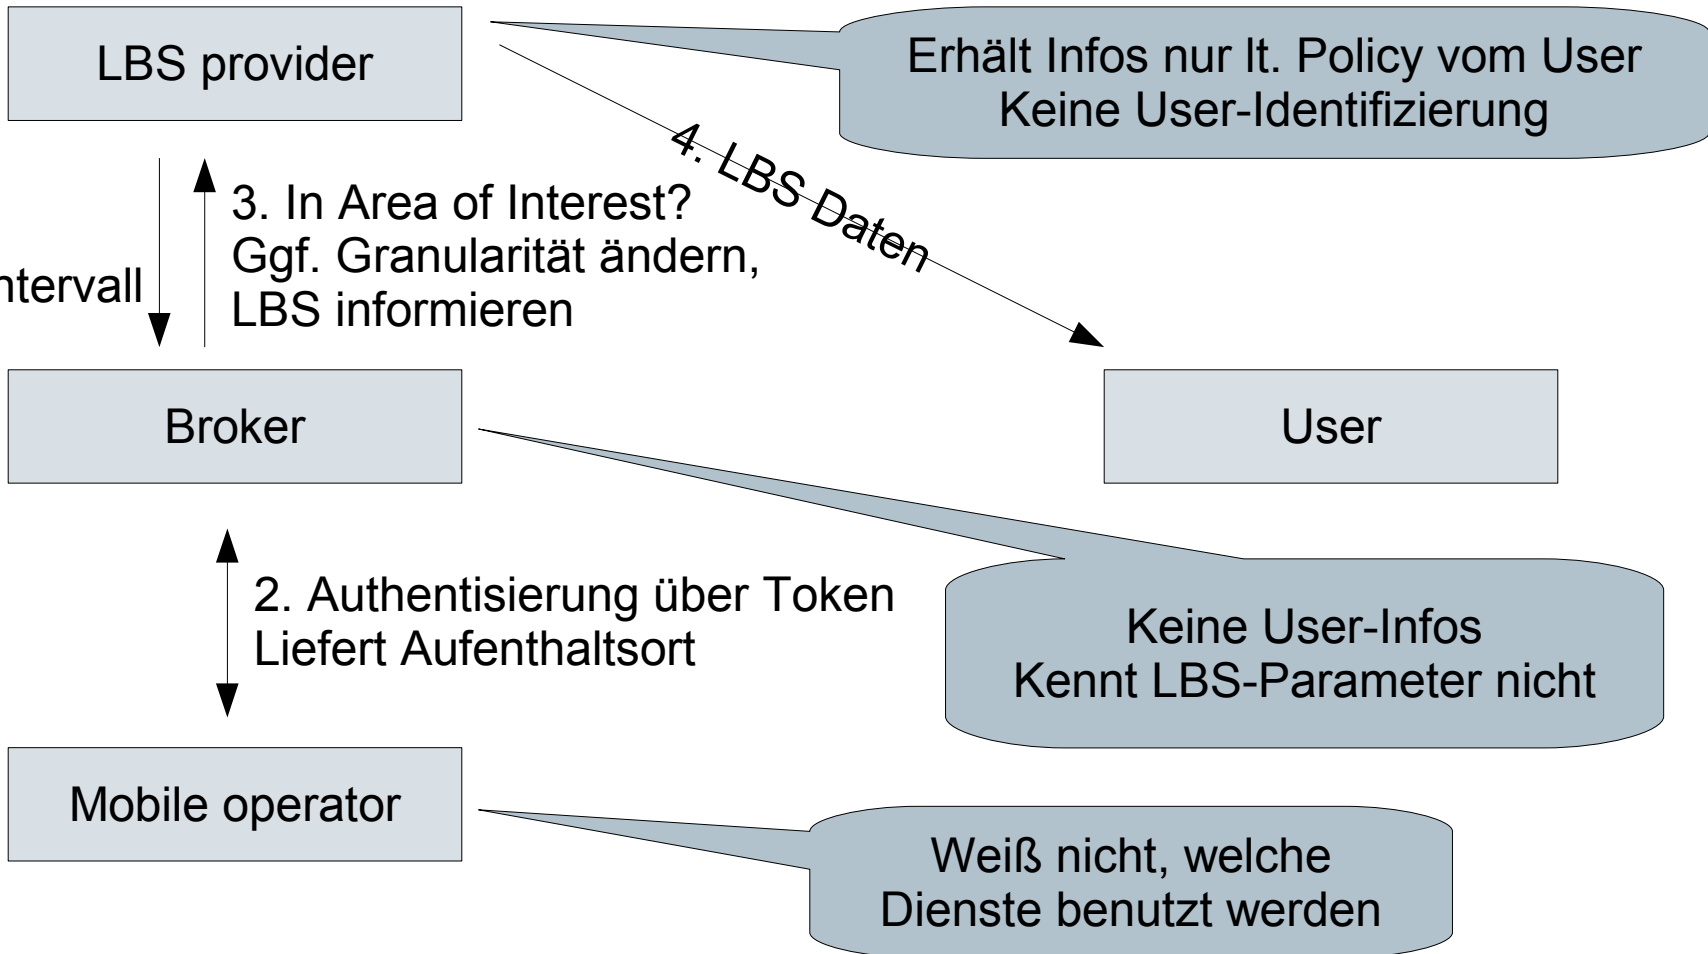 LBS provider
Erhält Infos nur lt. Policy vom User
Keine User-Identifizierung
4. LBS Daten
3. In Area of Interest?
Ggf. Granularität ändern,
LBS informieren
ntervall
Broker
User
2. Authentisierung über Token
Liefert Aufenthaltsort
Keine User-Infos
Kennt LBS-Parameter nicht
Mobile operator
Weiß nicht, welche
Dienste benutzt werden